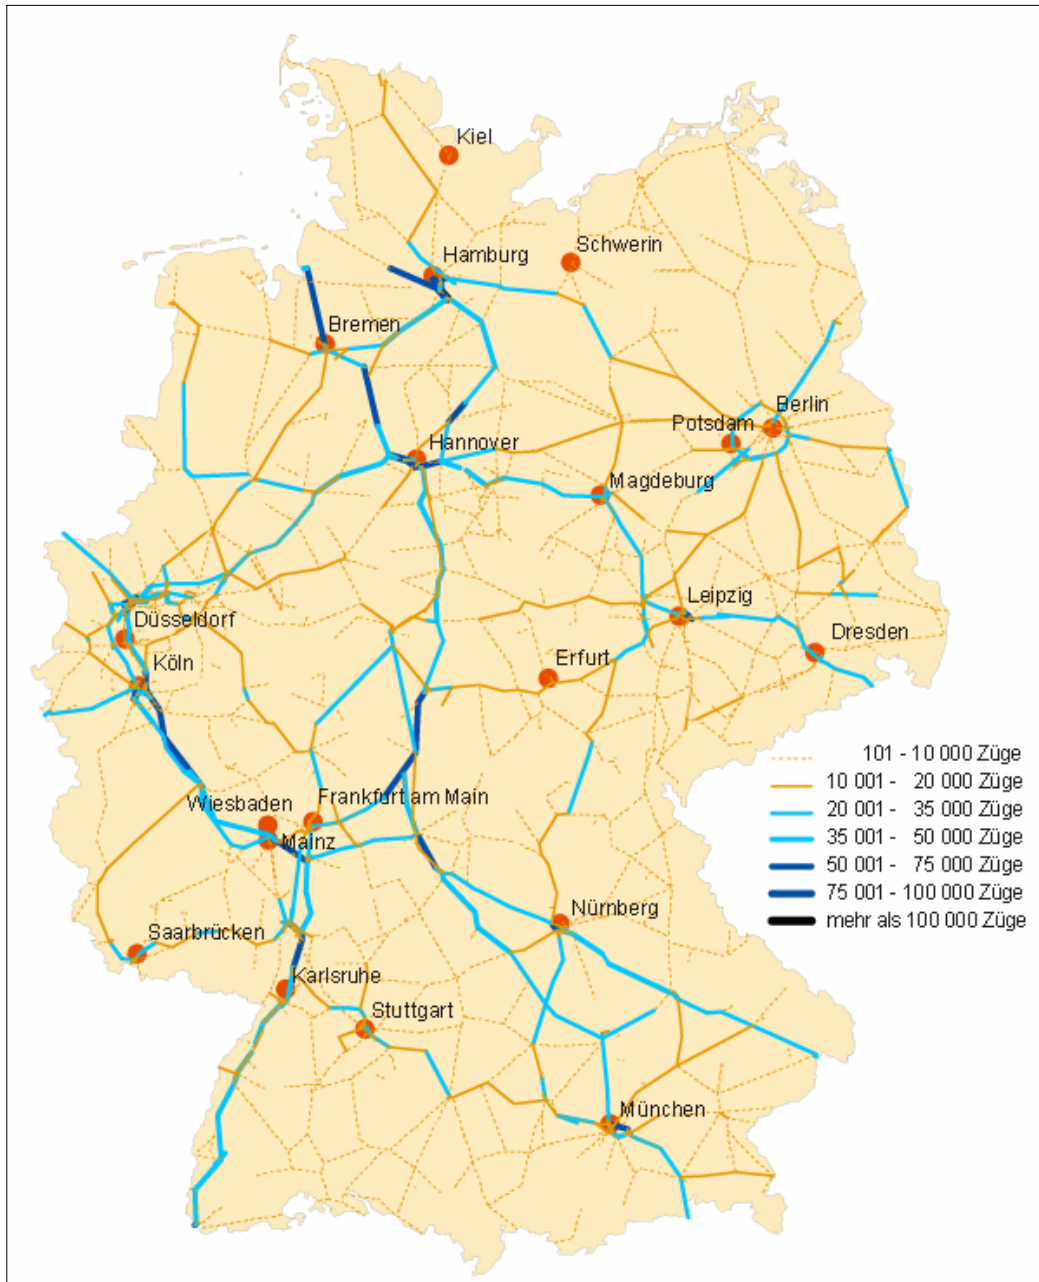 Kiel
Schwerin
Hamburg
Bremen
Berlin
Potsdam
Hannover
Magdeburg
Leipzig
Düsseldorf
Dresden
Köln
Erfurt
101 - 10 000 Züge
10 001 - 20 000 Züge
20 001 - 35 000 Züge
35 001 - 50 000 Züge
50 001 - 75 000 Züge
75 001 - 100 000 Züge
mehr als 100 000 Züge
Wiesbaden
Frankfurt am Main
Mainz
Nürnberg
Saarbrücken
Karlsruhe
Stuttgart
München